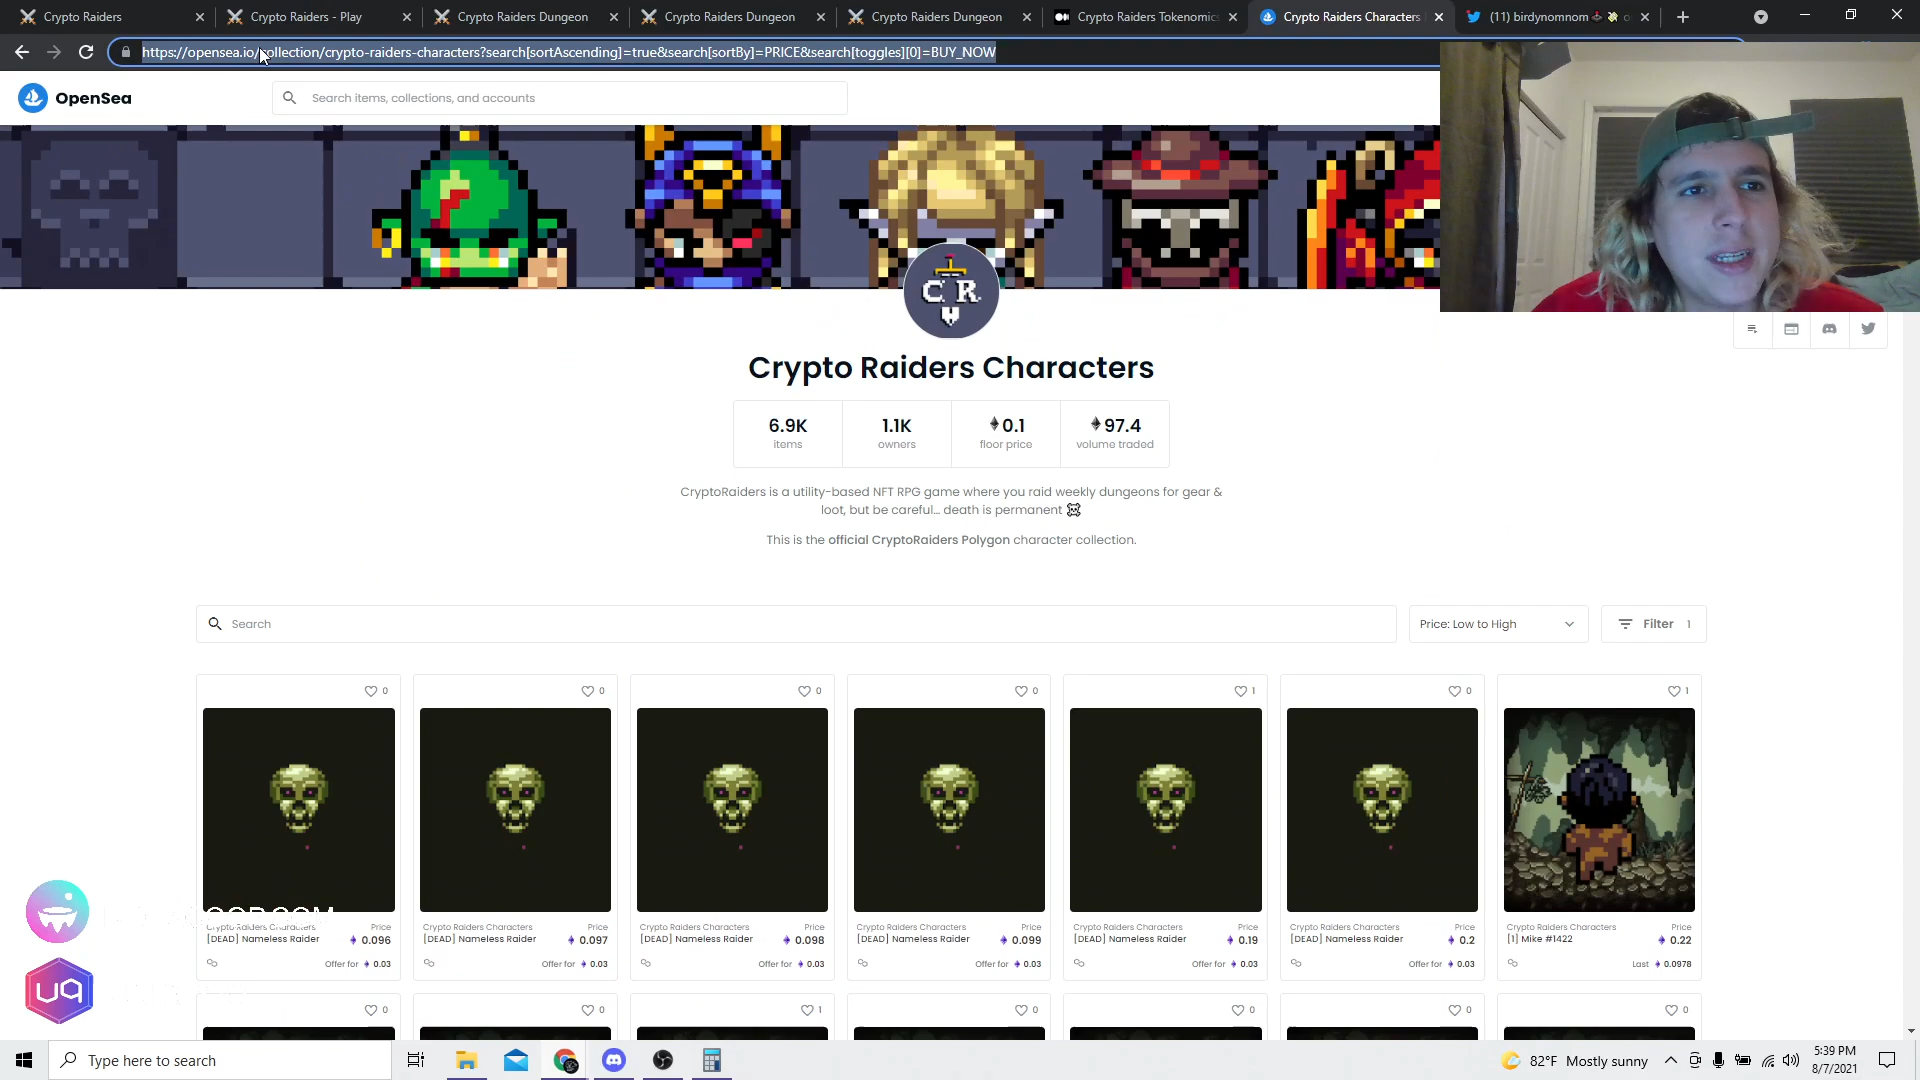 Crypto Raiders
Crypto Raiders - Play
Crypto Raiders Dungeon
Crypto Raiders Dungeon
Crypto Raiders Dungeon
Crypto Raiders Tokenomics
Crypto Raiders Characters
(11) birdynomnom
https://opensea.io/collection/crypto-raiders-characters?search[sortAscending]=true&search[sortBy]=PRICE&search[toggles][0]=BUY_NOW
OpenSea
Search items, collections, and accounts
C R
Crypto Raiders Characters
6.9K
items
1.1K
owners
0.1
floor price
97.4
volume traded
CryptoRaiders is a utility-based NFT RPG game where you raid weekly dungeons for gear &
loot, but be careful... death is permanent
This is the official CryptoRaiders Polygon character collection.
Search
Price: Low to High
Filter 1
0 0 0 0 1 0 1
Crypto Raiders Characters Price
[DEAD] Nameless Raider 0.096
Offer for 0.03
Crypto Raiders Characters Price
[DEAD] Nameless Raider 0.097
Offer for 0.03
Crypto Raiders Characters Price
[DEAD] Nameless Raider 0.098
Offer for 0.03
Crypto Raiders Characters Price
[DEAD] Nameless Raider 0.099
Offer for 0.03
Crypto Raiders Characters Price
[DEAD] Nameless Raider 0.19
Offer for 0.03
Crypto Raiders Characters Price
[DEAD] Nameless Raider 0.2
Offer for 0.03
Crypto Raiders Characters Price
[1] Mike #1422 0.22
Last 0.0978
0 0 1 0 0 0 0
Type here to search
82°F Mostly sunny
5:39 PM
8/7/2021